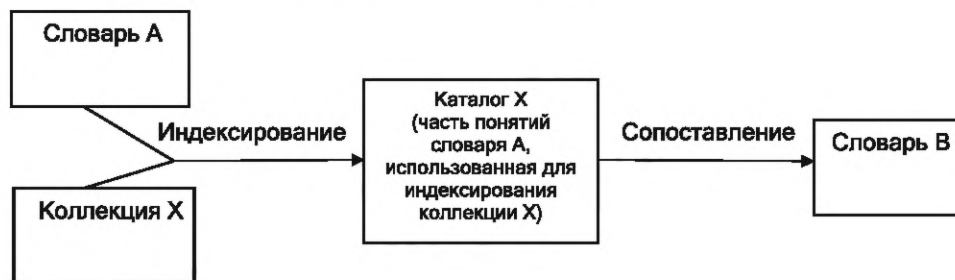 Словарь А
Индексирование
Коллекция X
Каталог X
(часть понятий
словаря А,
использованная для
индексирования
коллекции X)
Сопоставление
Словарь В